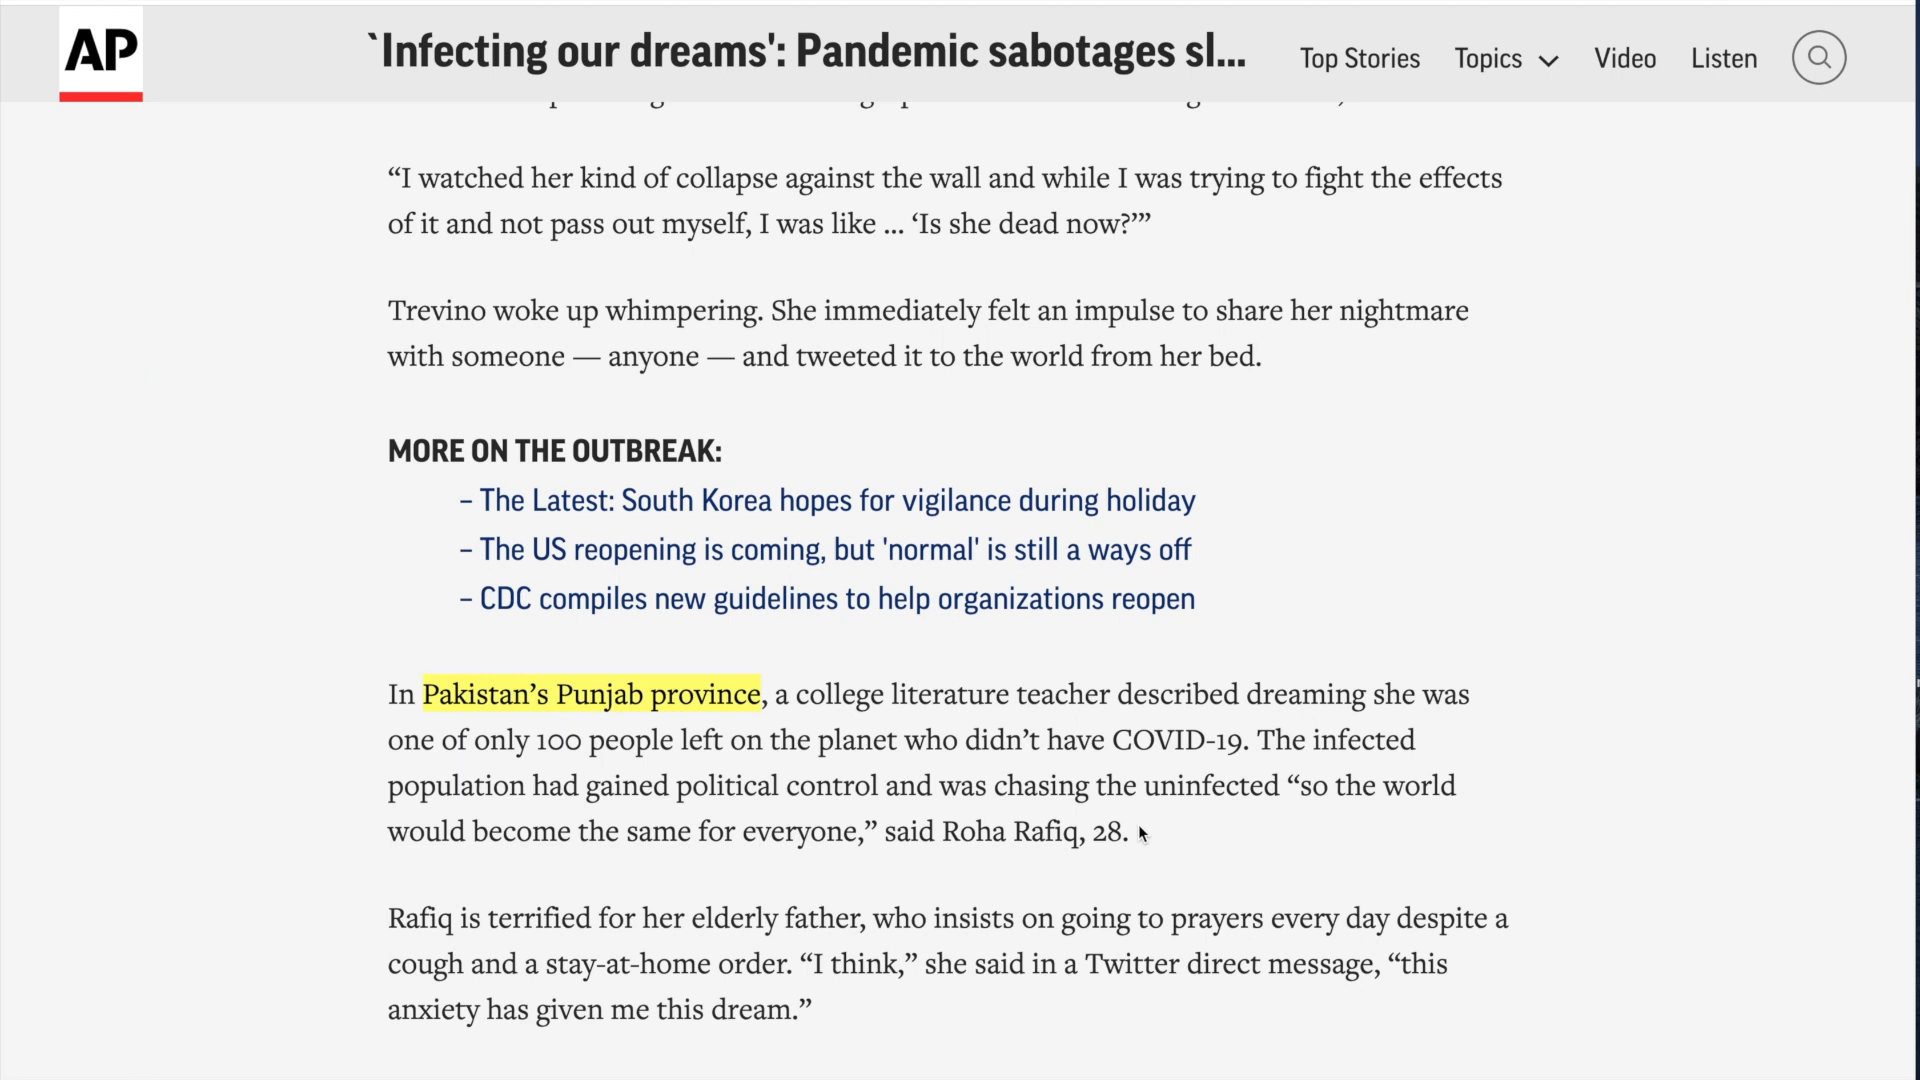 AP
`Infecting our dreams': Pandemic sabotages sl...
Top Stories
Topics
Video
Listen
“I watched her kind of collapse against the wall and while I was trying to fight the effects
of it and not pass out myself, I was like ... ‘Is she dead now?’”
Trevino woke up whimpering. She immediately felt an impulse to share her nightmare
with someone — anyone — and tweeted it to the world from her bed.
MORE ON THE OUTBREAK:
– The Latest: South Korea hopes for vigilance during holiday
– The US reopening is coming, but 'normal' is still a ways off
– CDC compiles new guidelines to help organizations reopen
In Pakistan’s Punjab province, a college literature teacher described dreaming she was
one of only 100 people left on the planet who didn’t have COVID-19. The infected
population had gained political control and was chasing the uninfected “so the world
would become the same for everyone,” said Roha Rafiq, 28.
Rafiq is terrified for her elderly father, who insists on going to prayers every day despite a
cough and a stay-at-home order. “I think,” she said in a Twitter direct message, “this
anxiety has given me this dream.”